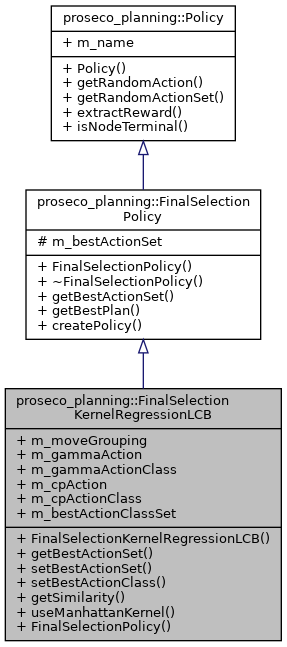 proseco_planning::Policy
+ m_name
+ Policy()
+ getRandomAction()
+ getRandomActionSet()
+ extractReward()
+ isNodeTerminal()
proseco_planning::FinalSelection
Policy
# m_bestActionSet
+ FinalSelectionPolicy()
+ ~FinalSelectionPolicy()
+ getBestActionSet()
+ getBestPlan()
+ createPolicy()
proseco_planning::FinalSelection
KernelRegressionLCB
+ m_moveGrouping
+ m_gammaAction
+ m_gammaActionClass
+ m_cpAction
+ m_cpActionClass
+ m_bestActionClassSet
+ FinalSelectionKernelRegressionLCB()
+ getBestActionSet()
+ setBestActionSet()
+ setBestActionClass()
+ getSimilarity()
+ useManhattanKernel()
+ FinalSelectionPolicy()